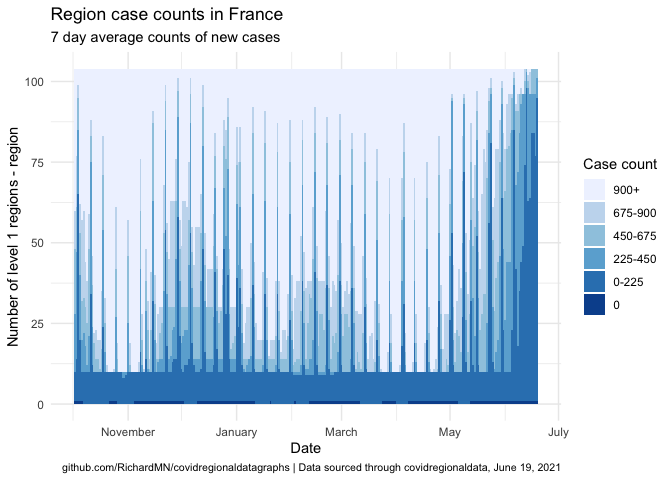 Region case counts in France
7 day average counts of new cases
Number of level 1 regions - region
100
75
50
25
0
November
January
March
May
July
Date
Case count
900+
675-900
450-675
225-450
0-225
0
github.com/RichardMN/covidregionaldatagraphs | Data sourced through covidregionaldata, June 19, 2021